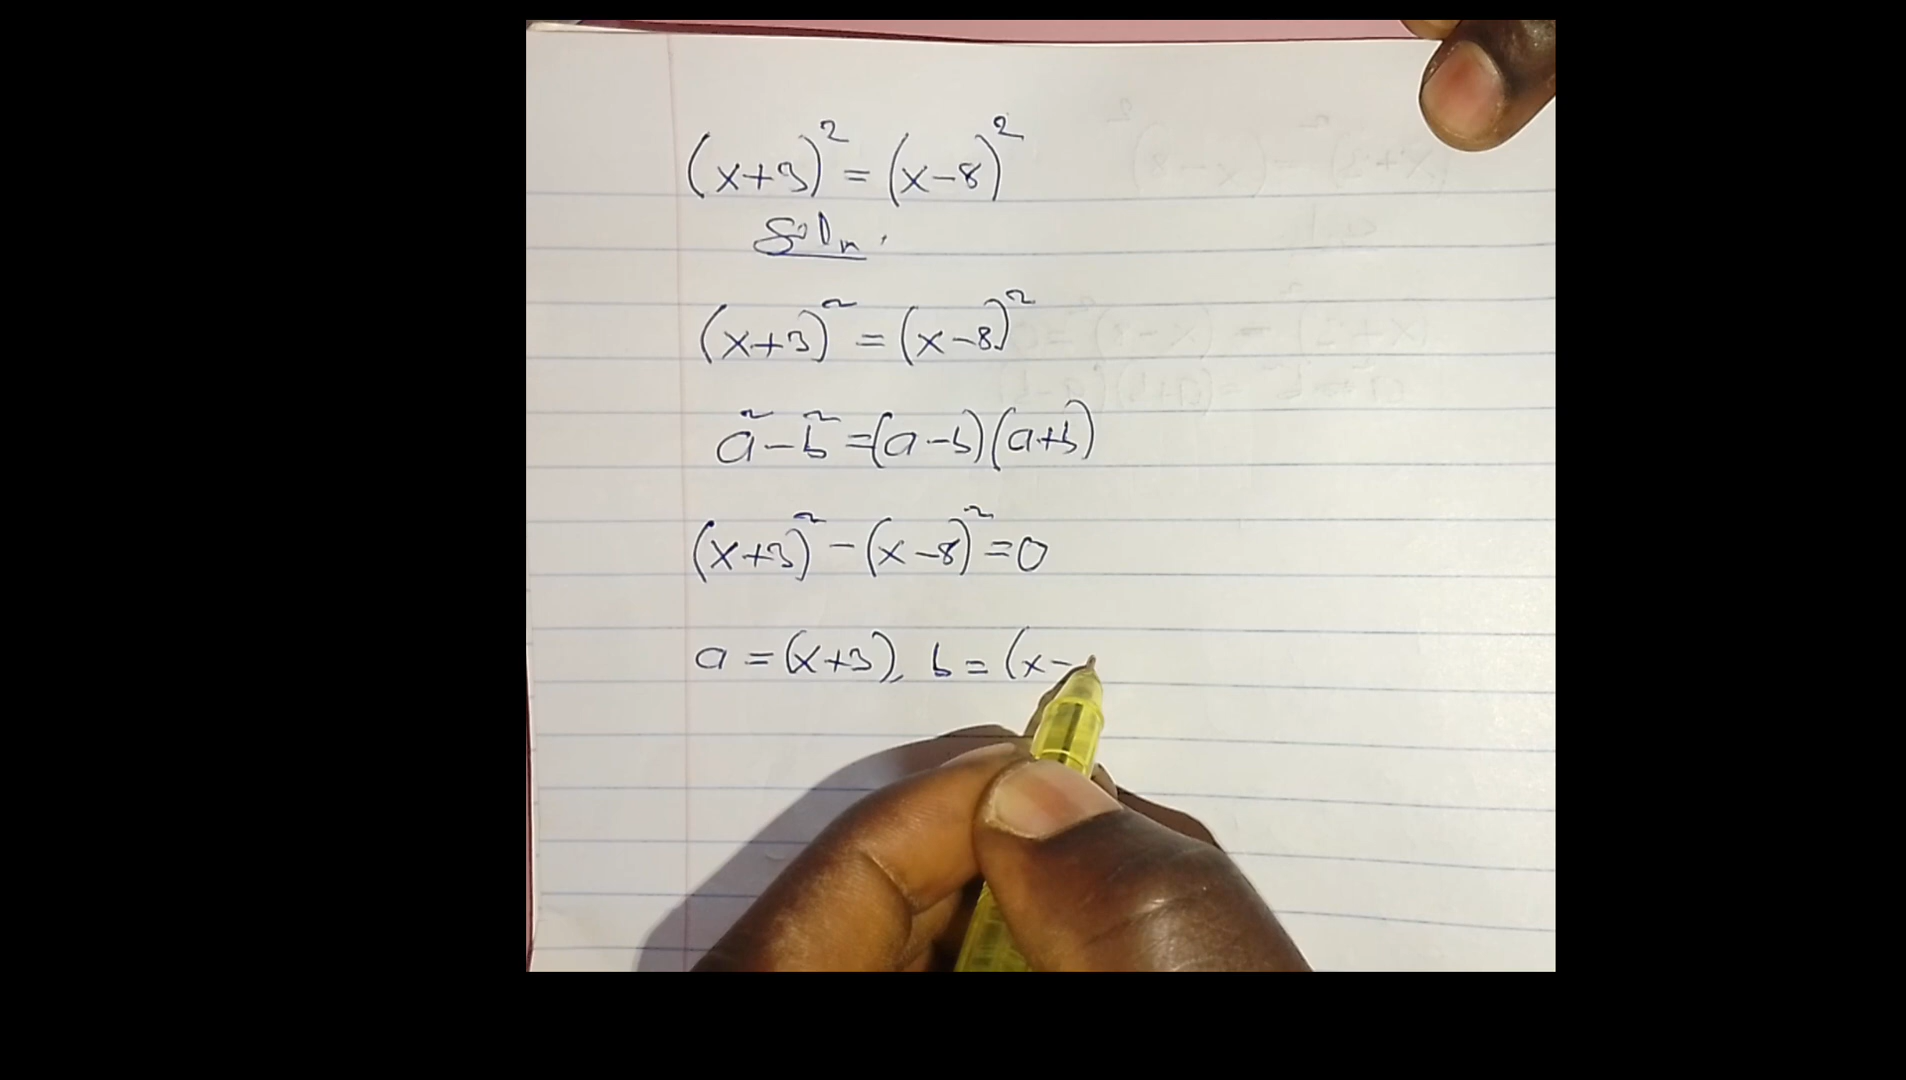 (x+3)² = (x-8)²
Soln.
(x+3)² = (x-8)²
a²-b² = (a-b)(a+b)
(x+3)² - (x-8)² = 0
a = (x+3), b = (x-